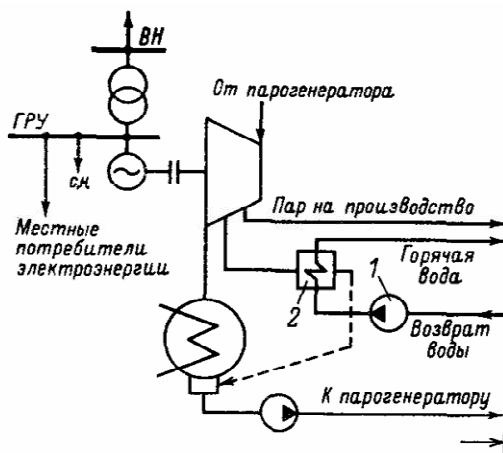 ВН
От парогенератора
ГРУ
с.н.
Местные
потребители
электроэнергии
Пар на производство
Горячая
вода
1
2
Возврат
воды
К парогенератору